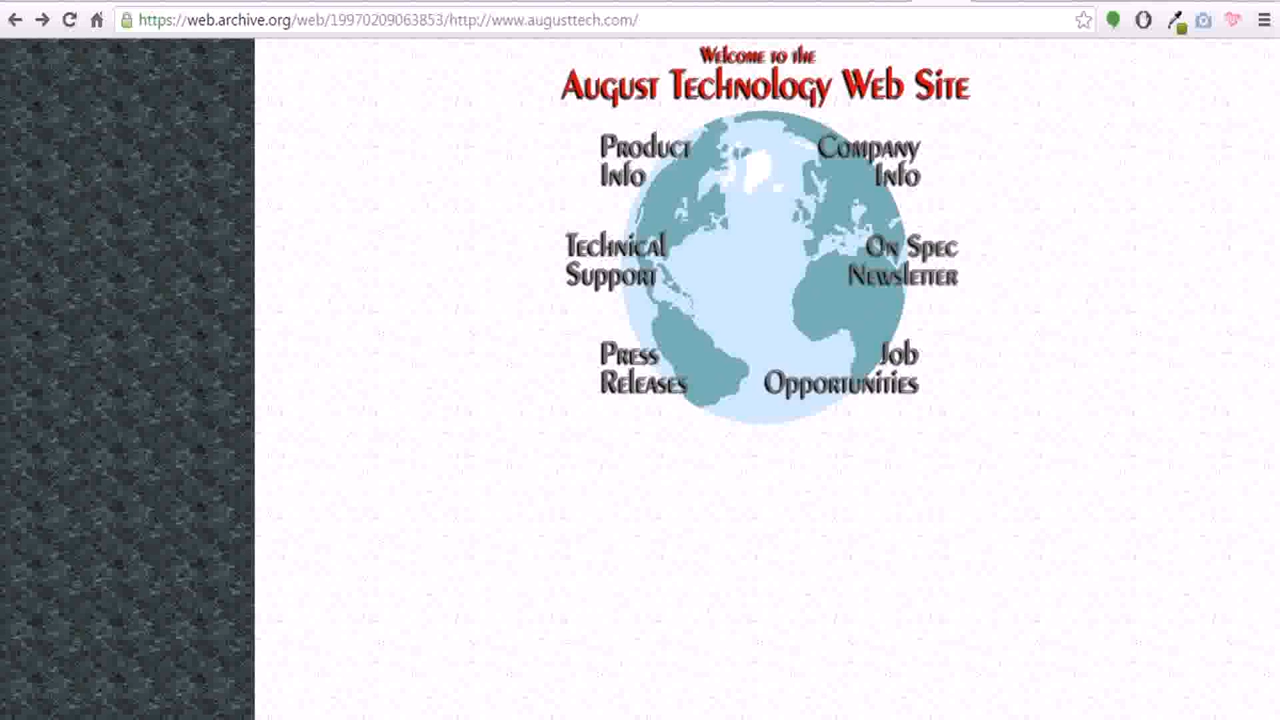 https://web.archive.org/web/19970209063853/http://www.augusttech.com/
Welcome to the
August Technology Web Site
Product
Info
Company
Info
Technical
Support
On Spec
Newsletter
Press
Releases
Job
Opportunities